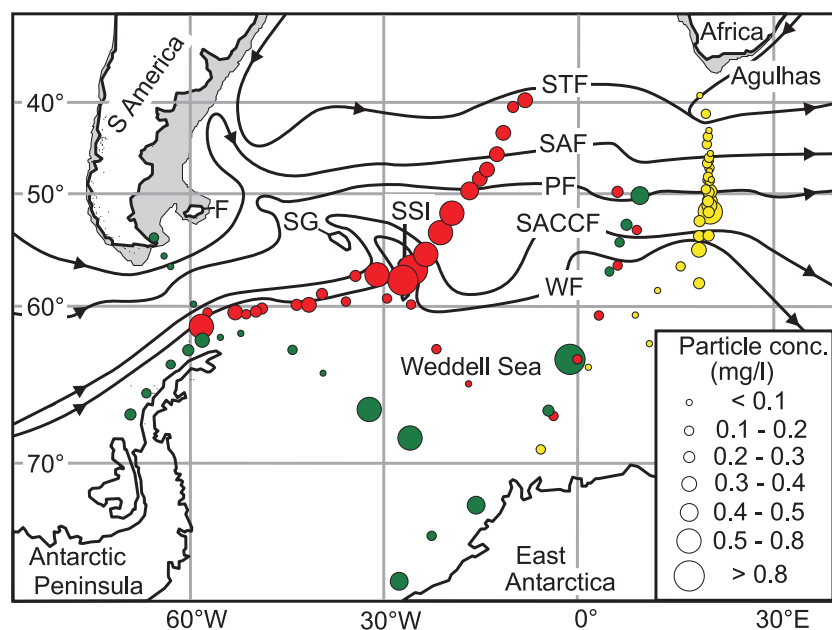 Africa
S America
STF
Agulhas
40°
SAF
50°
PF
F
SG
SSI
SACCF
WF
60°
Weddell Sea
Particle conc.
(mg/l)
< 0.1
0.1 - 0.2
0.2 - 0.3
0.3 - 0.4
0.4 - 0.5
0.5 - 0.8
> 0.8
70°
Antarctic
Peninsula
East
Antarctica
60°W
30°W
0°
30°E